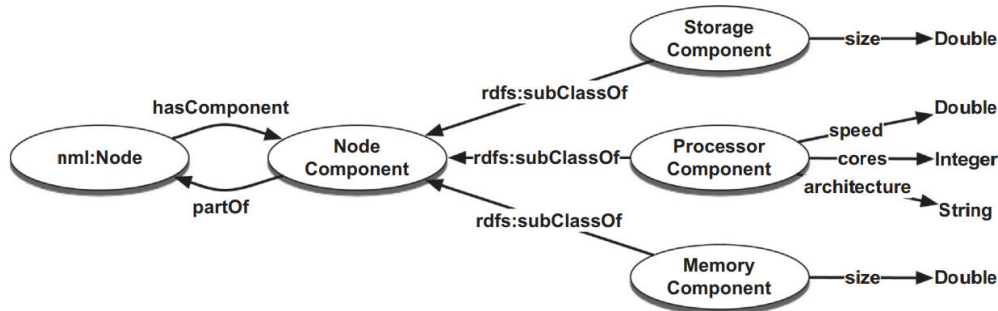 Storage
Component
size
Double
rdfs:subClassOf
hasComponent
nml:Node
Node
Component
partOf
rdfs:subClassOf
Processor
Component
speed
Double
cores
Integer
architecture
String
rdfs:subClassOf
Memory
Component
size
Double